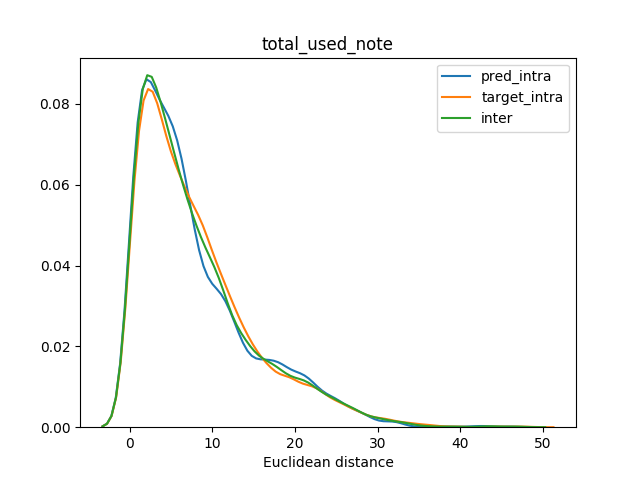 total_used_note
pred_intra
target_intra
inter
0.08
0.06
0.04
0.02
0.00
0
10
20
30
40
50
Euclidean distance